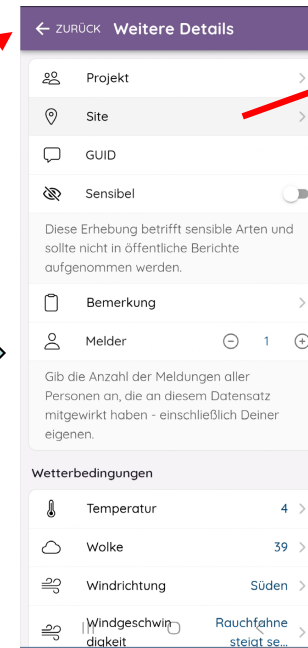 ZURÜCK Weitere Details
Projekt
Site
GUID
Sensibel
Diese Erhebung betrifft sensible Arten und
sollte nicht in öffentliche Berichte
aufgenommen werden.
Bemerkung
Melder 1
Gib die Anzahl der Meldungen aller
Personen an, die an diesem Datensatz
mitgewirkt haben - einschließlich Deiner
eigenen.
Wetterbedingungen
Temperatur 4
Wolke 39
Windrichtung Süden
Windgeschwin Rauchfahne
digkeit steigt se...